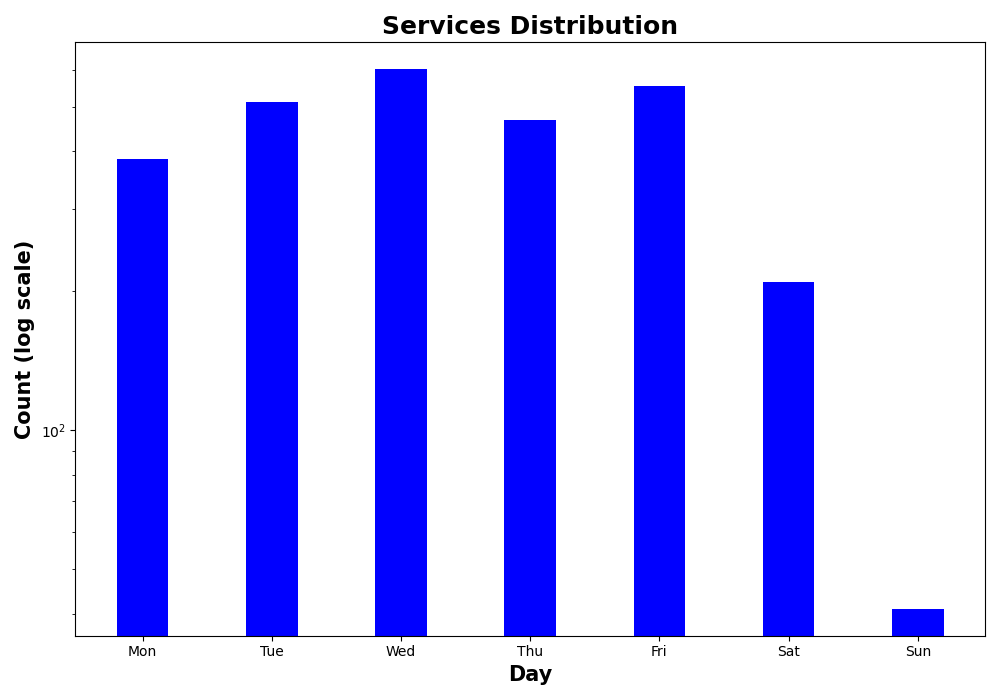 Services Distribution
Count (log scale)
10²
Mon Tue Wed Thu Fri Sat Sun
Day